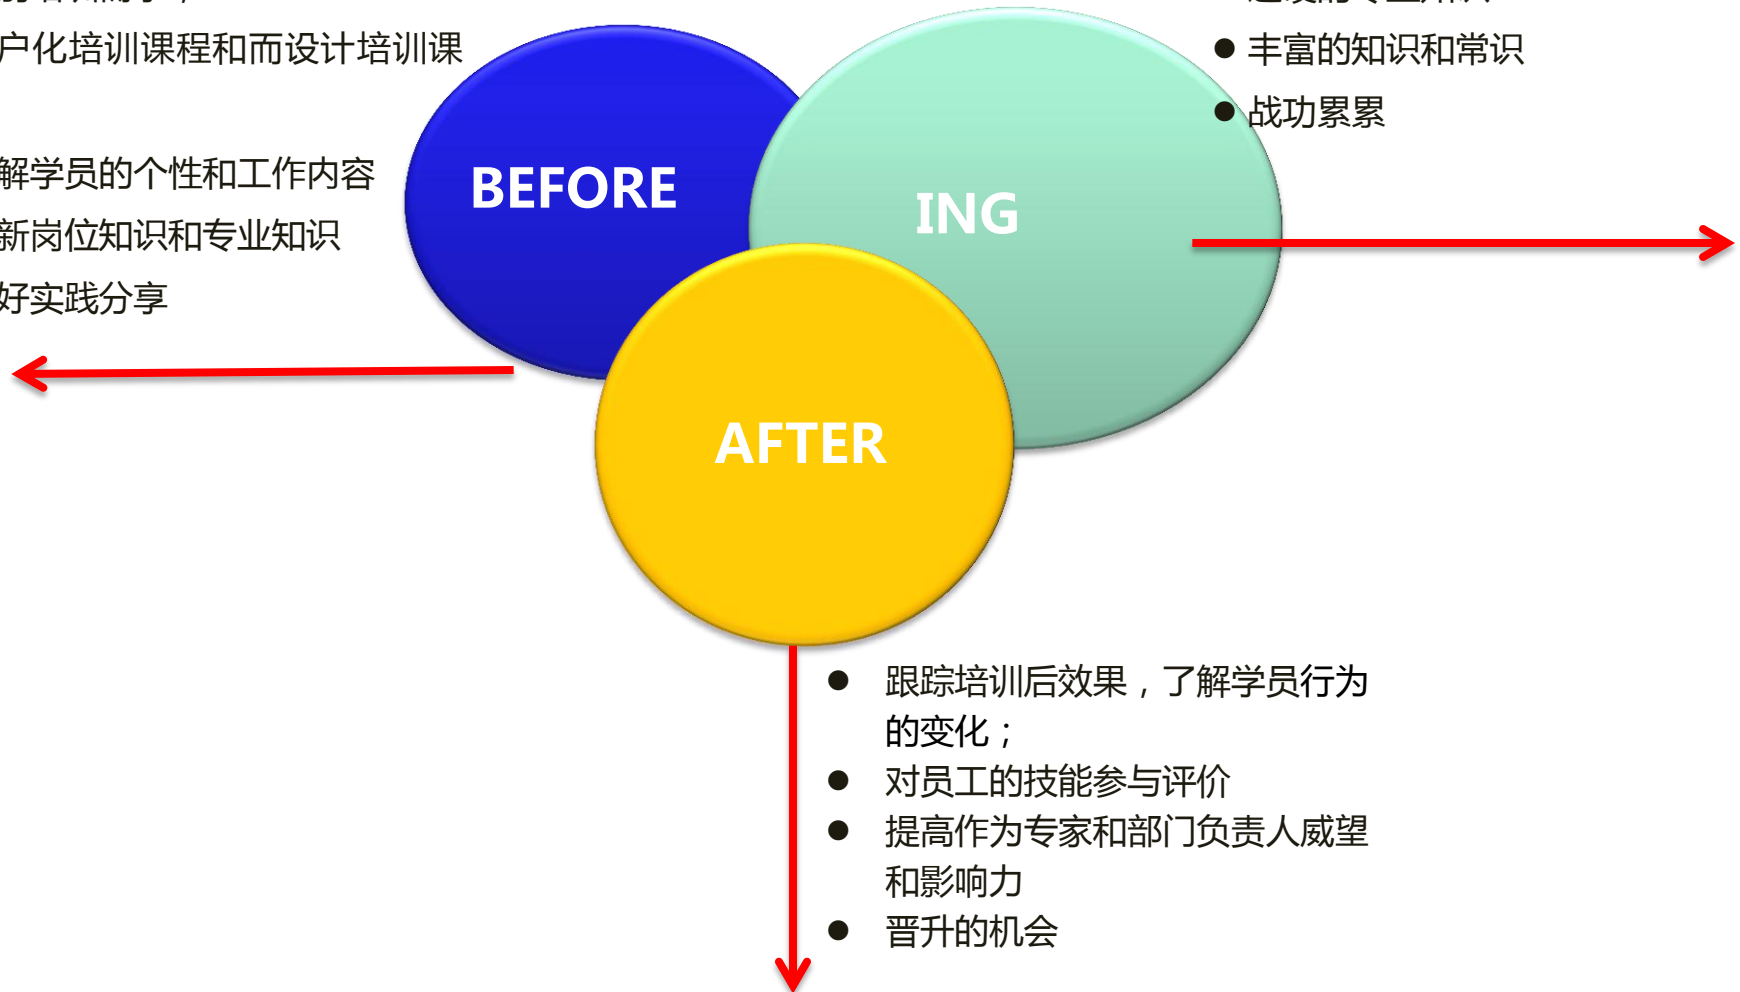 户化培训课程和而设计培训课
解学员的个性和工作内容
新岗位知识和专业知识
好实践分享
BEFORE
ING
AFTER
● 丰富的知识和常识
● 战功累累
● 跟踪培训后效果，了解学员行为
的变化；
● 对员工的技能参与评价
● 提高作为专家和部门负责人威望
和影响力
● 晋升的机会